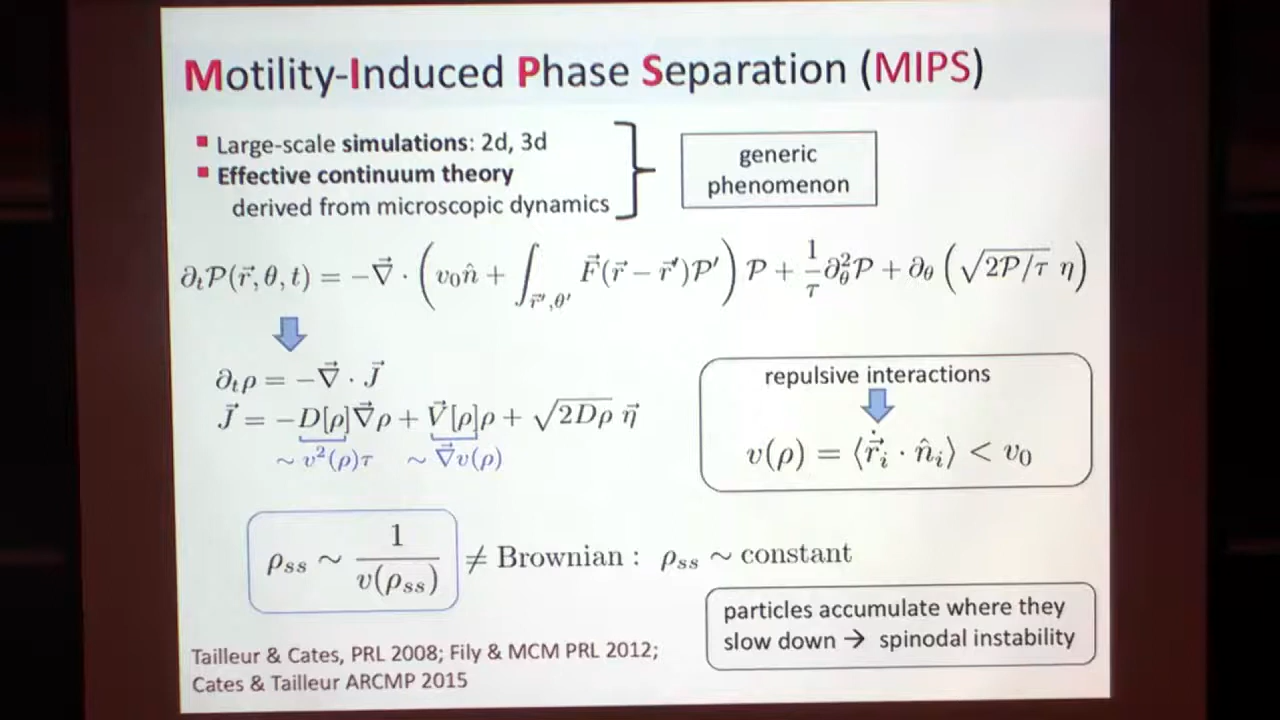 Motility-Induced Phase Separation (MIPS)
▪ Large-scale simulations: 2d, 3d
▪ Effective continuum theory
derived from microscopic dynamics
generic
phenomenon
∂ₜ𝒫(r⃗, θ, t) = −∇⃗ · (v₀n̂ + ∫_{r⃗′,θ′} F⃗(r⃗ − r⃗′)𝒫′) 𝒫 + 1/τ ∂²_θ𝒫 + ∂_θ (√(2𝒫/τ) η)
∂ₜρ = −∇⃗ · J⃗
J⃗ = −D[ρ]∇⃗ρ + V⃗[ρ]ρ + √(2Dρ) η⃗
∼ v²(ρ)τ ∼ ∇⃗v(ρ)
repulsive interactions
v(ρ) = ⟨ṙ⃗ᵢ · n̂ᵢ⟩ < v₀
ρ_ss ∼ 1/v(ρ_ss) ≠ Brownian : ρ_ss ∼ constant
particles accumulate where they
slow down → spinodal instability
Tailleur & Cates, PRL 2008; Fily & MCM PRL 2012;
Cates & Tailleur ARCMP 2015